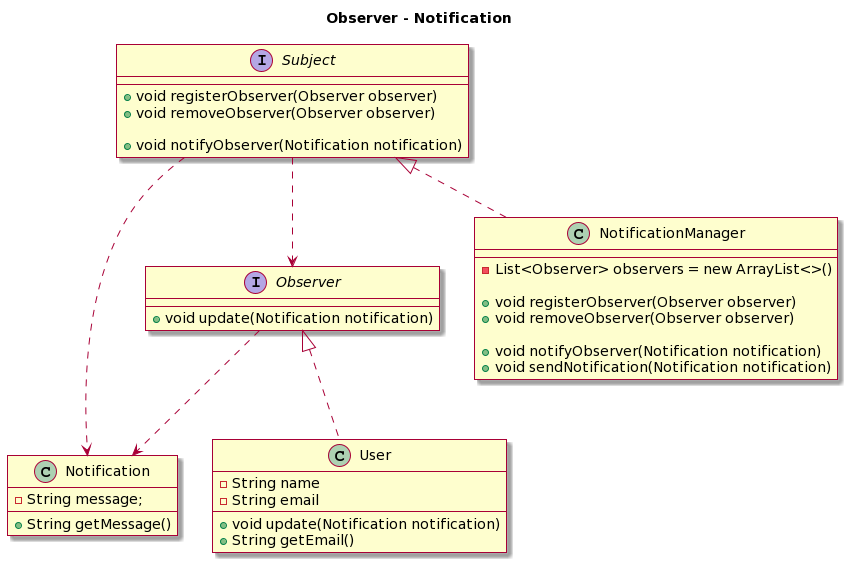 Observer - Notification
I Subject
void registerObserver(Observer observer)
void removeObserver(Observer observer)
void notifyObserver(Notification notification)
C NotificationManager
List<Observer> observers = new ArrayList<>()
void registerObserver(Observer observer)
void removeObserver(Observer observer)
void notifyObserver(Notification notification)
void sendNotification(Notification notification)
I Observer
void update(Notification notification)
C Notification
String message;
String getMessage()
C User
String name
String email
void update(Notification notification)
String getEmail()